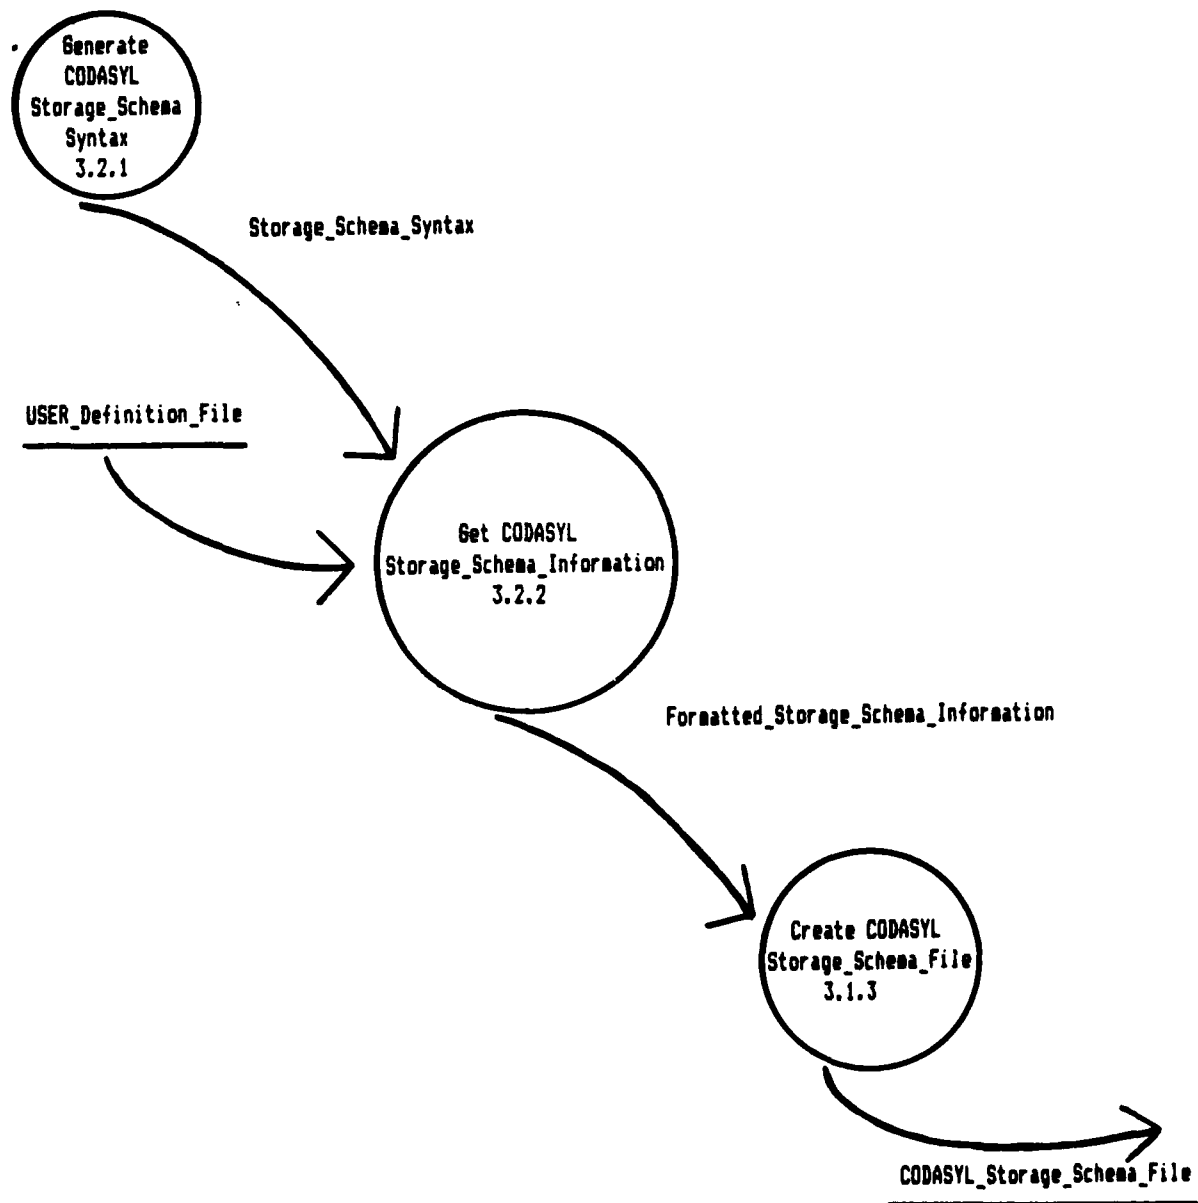 Generate
CODASYL
Storage_Schema
Syntax
3.2.1
Storage_Schema_Syntax
USER_Definition_File
Get CODASYL
Storage_Schema_Information
3.2.2
Formatted_Storage_Schema_Information
Create CODASYL
Storage_Schema_File
3.1.3
CODASYL_Storage_Schema_File